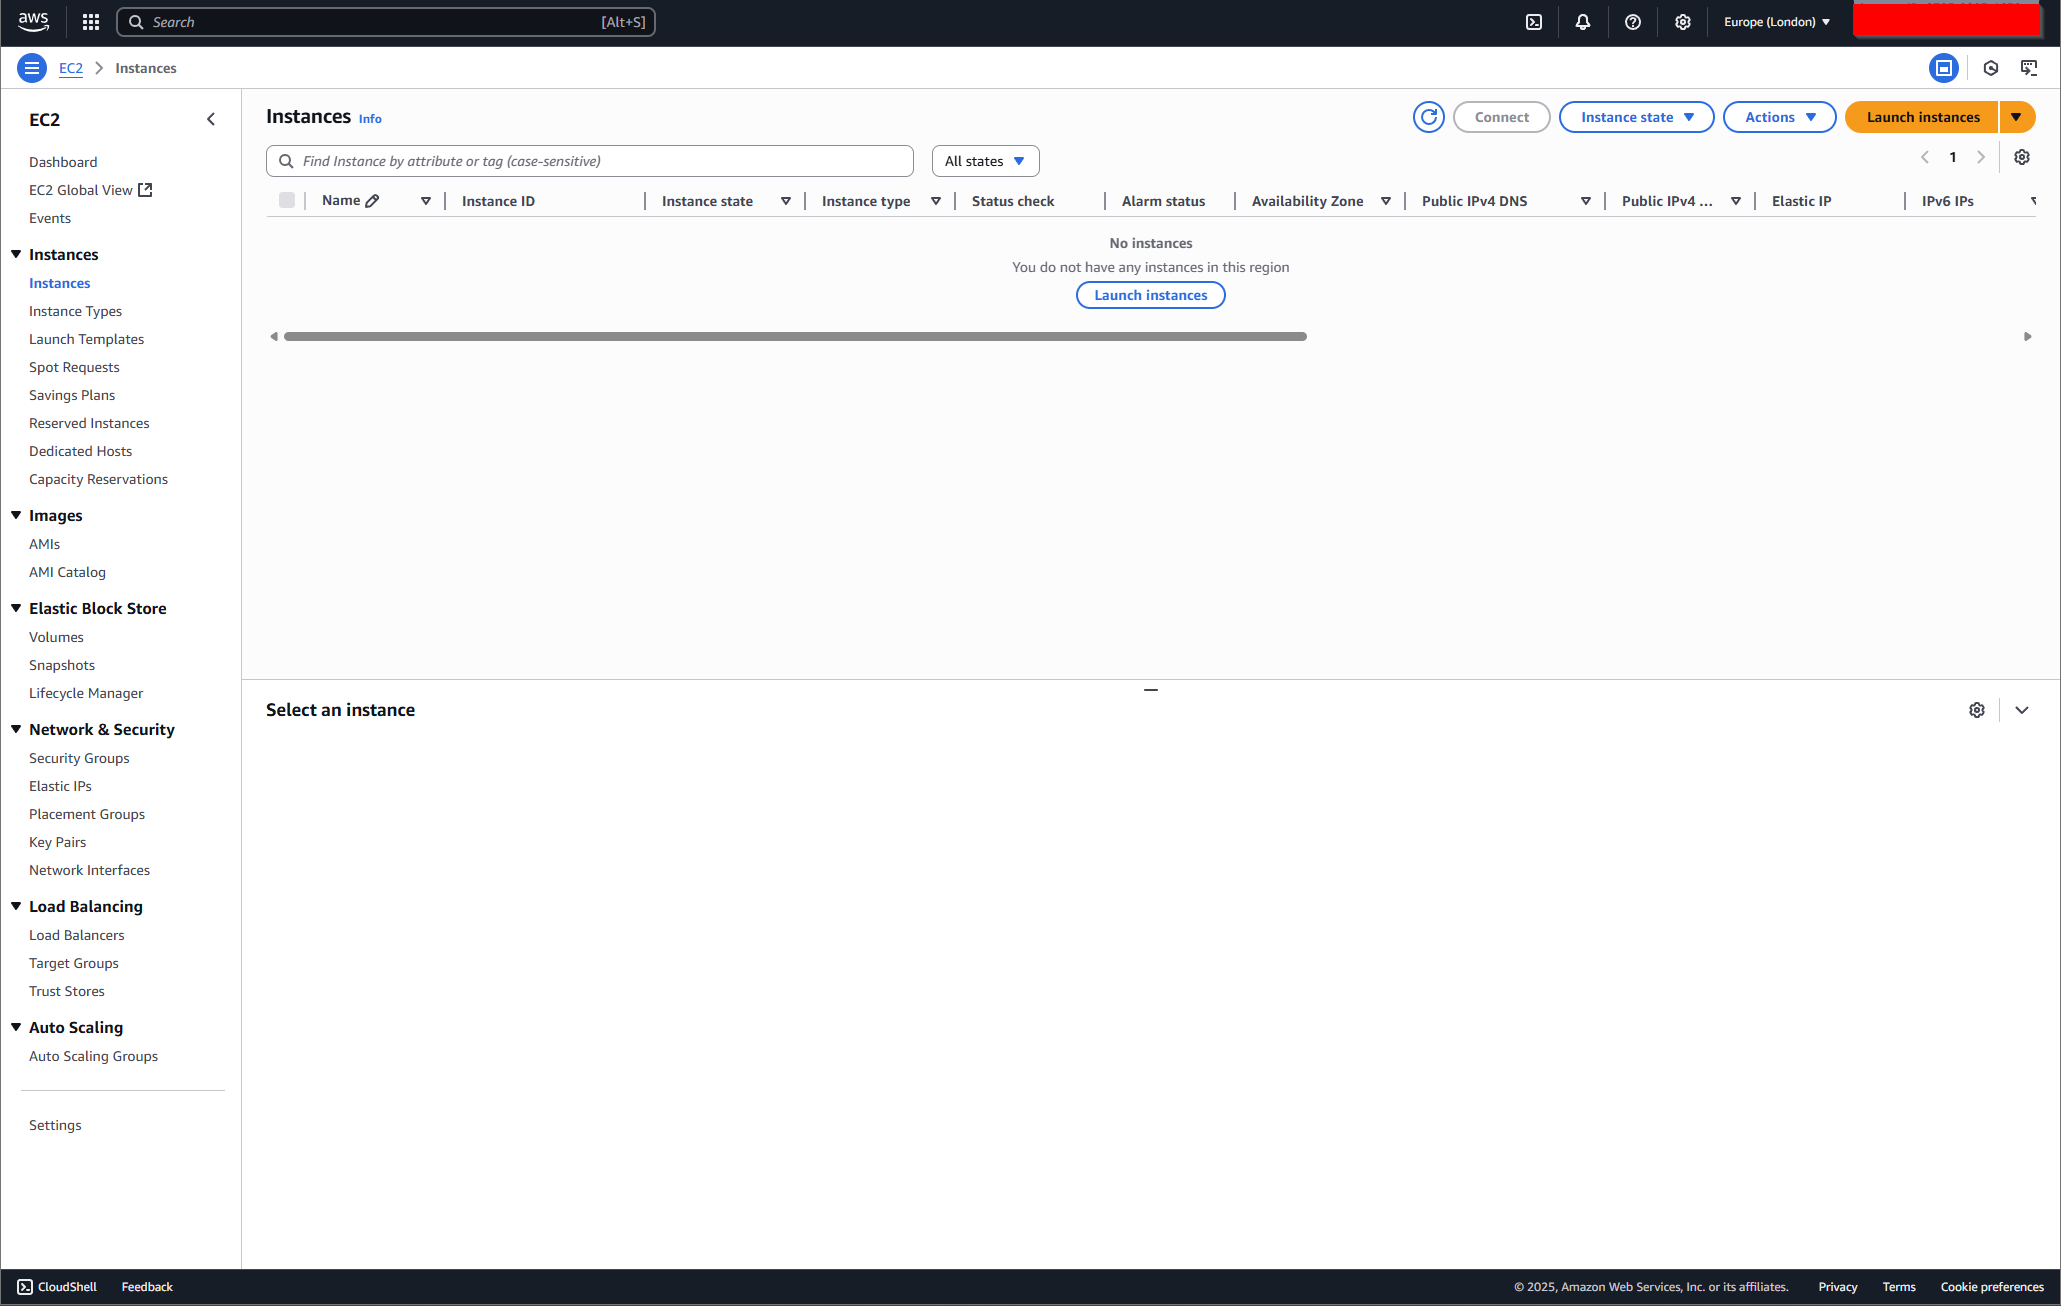 aws
Search [Alt+S]
Europe (London)
EC2 Instances
EC2
Dashboard
EC2 Global View
Events
Instances
Instances
Instance Types
Launch Templates
Spot Requests
Savings Plans
Reserved Instances
Dedicated Hosts
Capacity Reservations
Images
AMIs
AMI Catalog
Elastic Block Store
Volumes
Snapshots
Lifecycle Manager
Network & Security
Security Groups
Elastic IPs
Placement Groups
Key Pairs
Network Interfaces
Load Balancing
Load Balancers
Target Groups
Trust Stores
Auto Scaling
Auto Scaling Groups
Settings
Instances Info
Connect Instance state Actions Launch instances
Find Instance by attribute or tag (case-sensitive) All states 1
Name Instance ID Instance state Instance type Status check Alarm status Availability Zone Public IPv4 DNS Public IPv4 ... Elastic IP IPv6 IPs
No instances
You do not have any instances in this region
Launch instances
Select an instance
CloudShell Feedback © 2025, Amazon Web Services, Inc. or its affiliates. Privacy Terms Cookie preferences